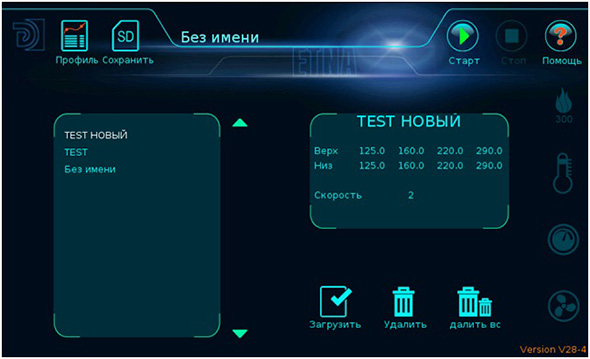 SD
Без имени
Профиль
Сохранить
Старт
Стоп
Помощь
ETNA
300
TEST НОВЫЙ
TEST
Без имени
TEST НОВЫЙ
Верх 125.0 160.0 220.0 290.0
Низ 125.0 160.0 220.0 290.0
Скорость 2
Загрузить
Удалить
далить вс
Version V28-4